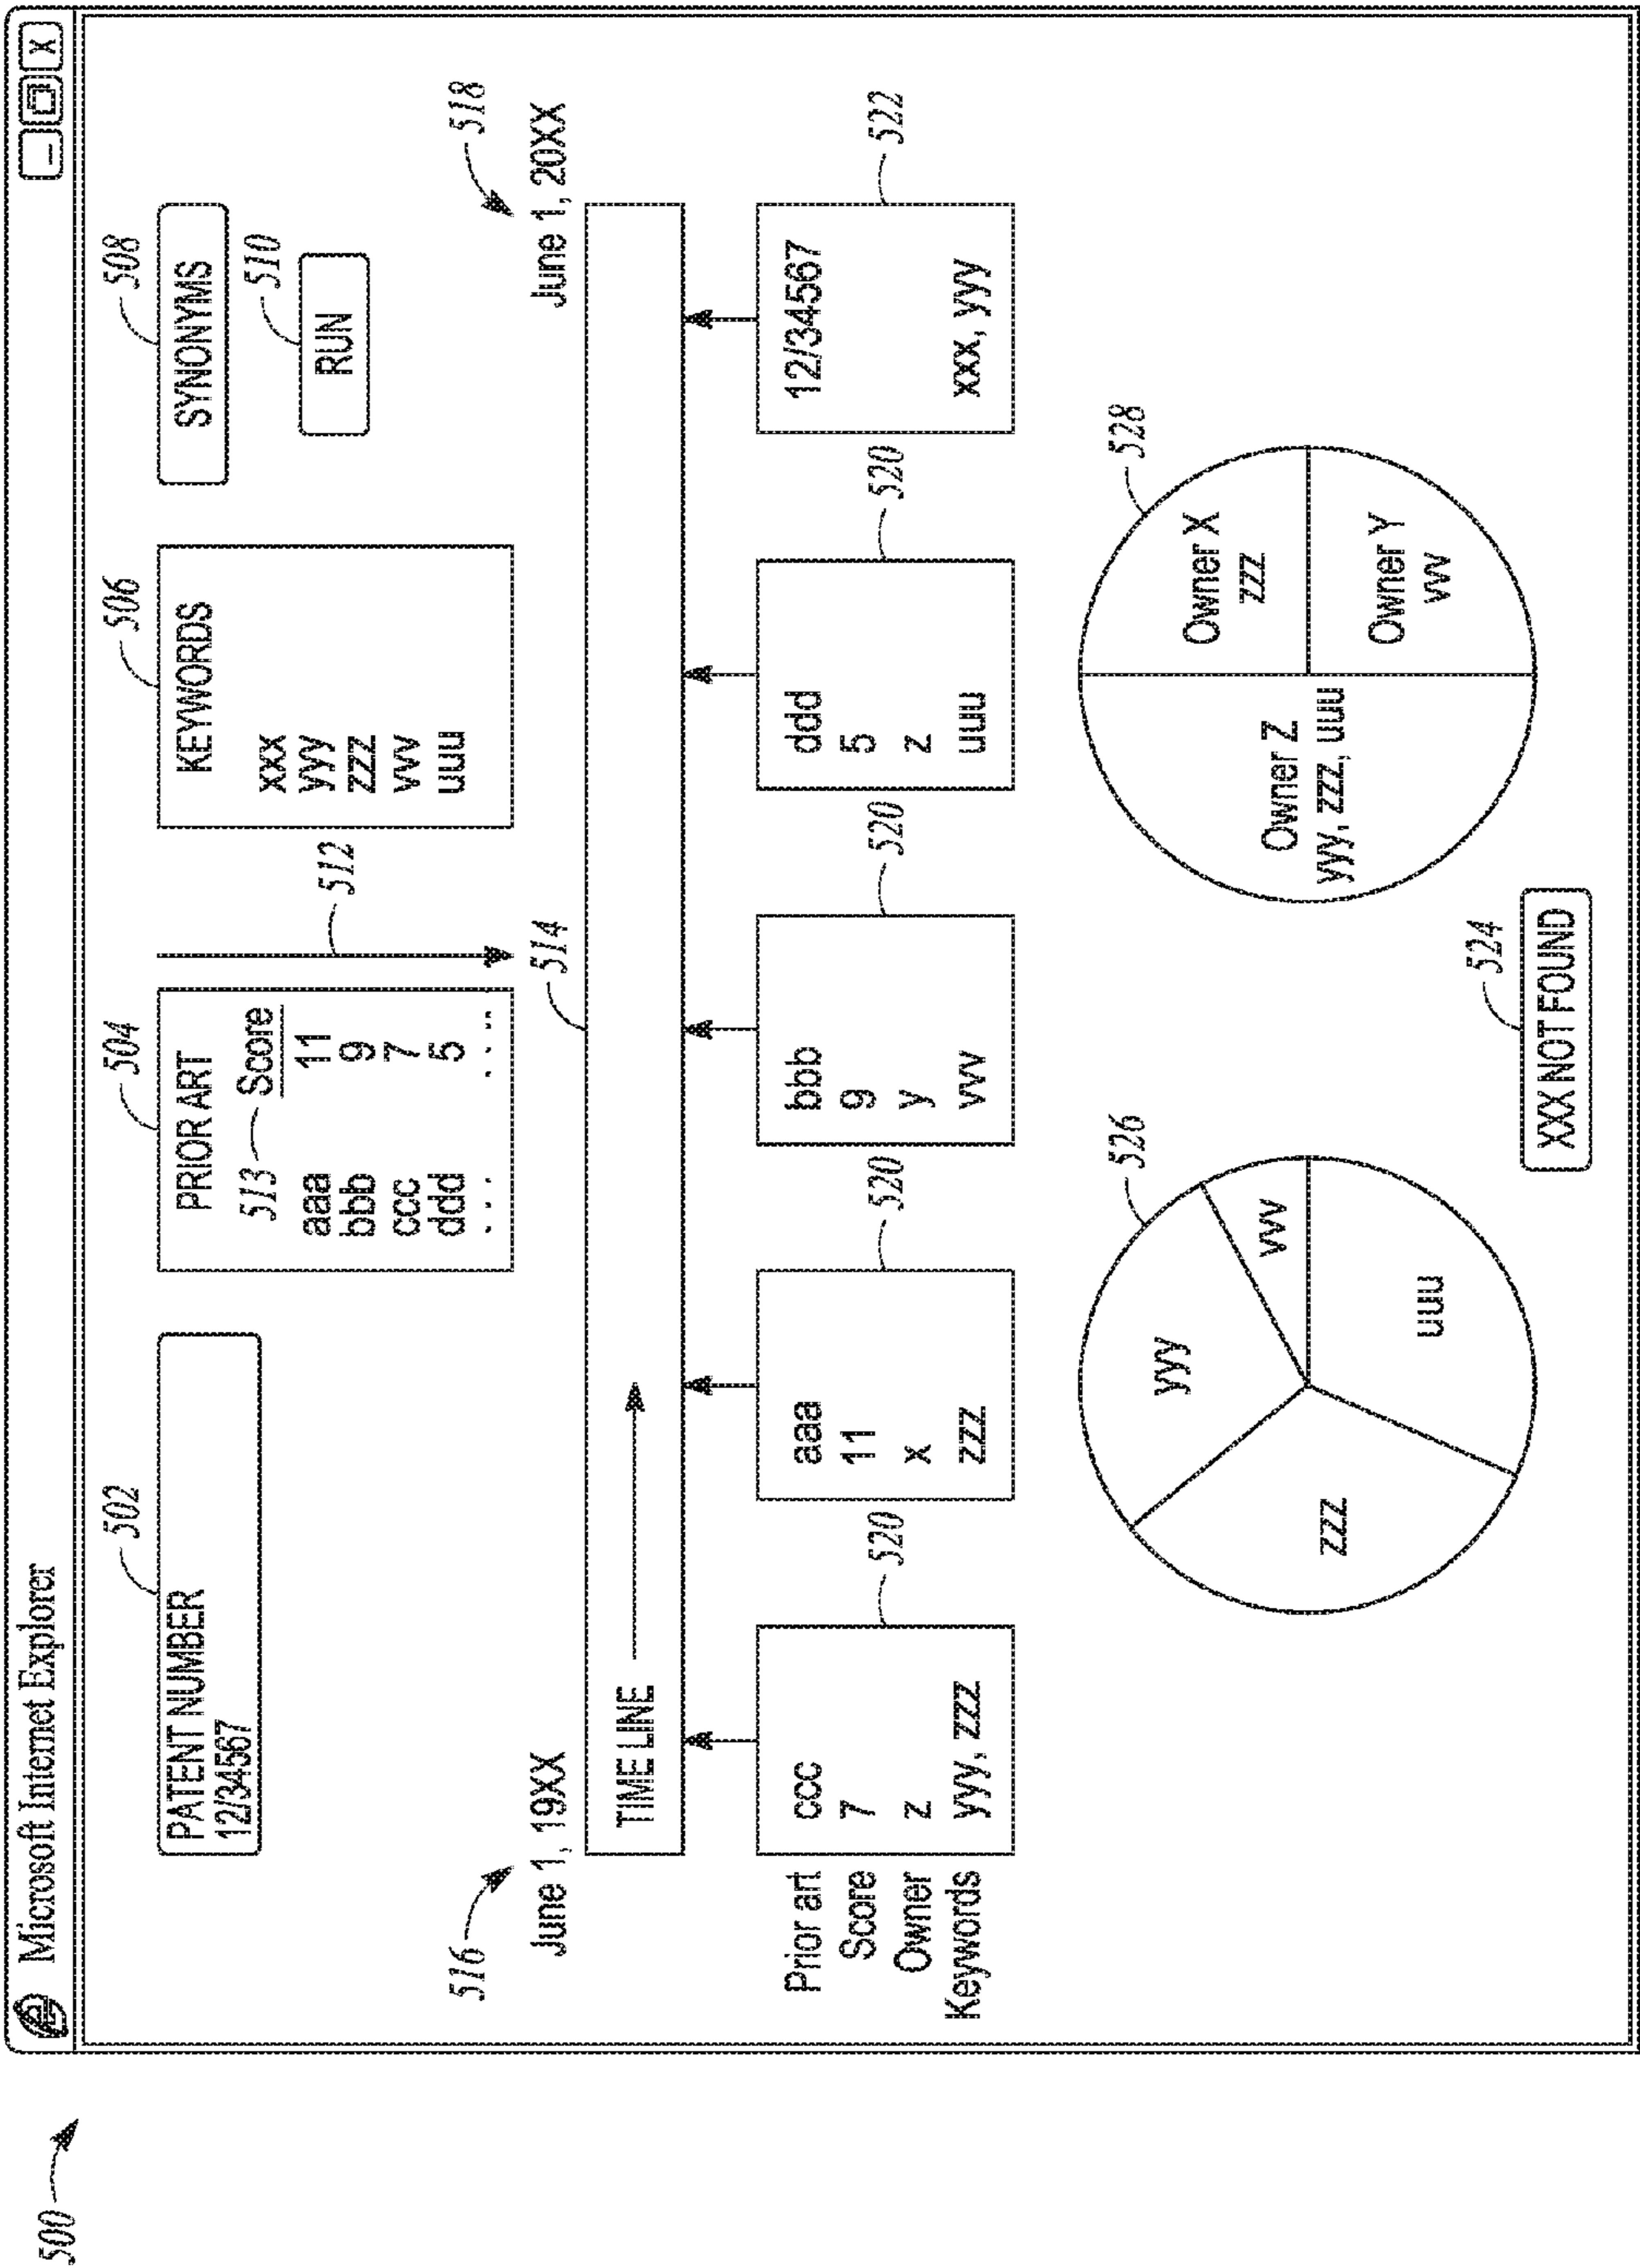 500
Microsoft Internet Explorer
_ X
502
PATENT NUMBER
12/34567
504
PRIOR ART
513 Score
aaa 11
bbb 9
ccc 7
ddd 5
... ...
512
506
KEYWORDS
xxx
yyy
zzz
vvv
uuu
508
SYNONYMS
510
RUN
516
June 1, 19XX
514
518
June 1, 20XX
TIME LINE
Prior art
Score
Owner
Keywords
520
ccc
7
z
yyy, zzz
520
aaa
11
x
zzz
520
bbb
9
y
vvv
520
ddd
5
z
uuu
522
12/34567
xxx, yyy
526
yyy
vvv
zzz
uuu
528
Owner Z
yyy, zzz, uuu
Owner X
zzz
Owner Y
vvv
524
XXX NOT FOUND